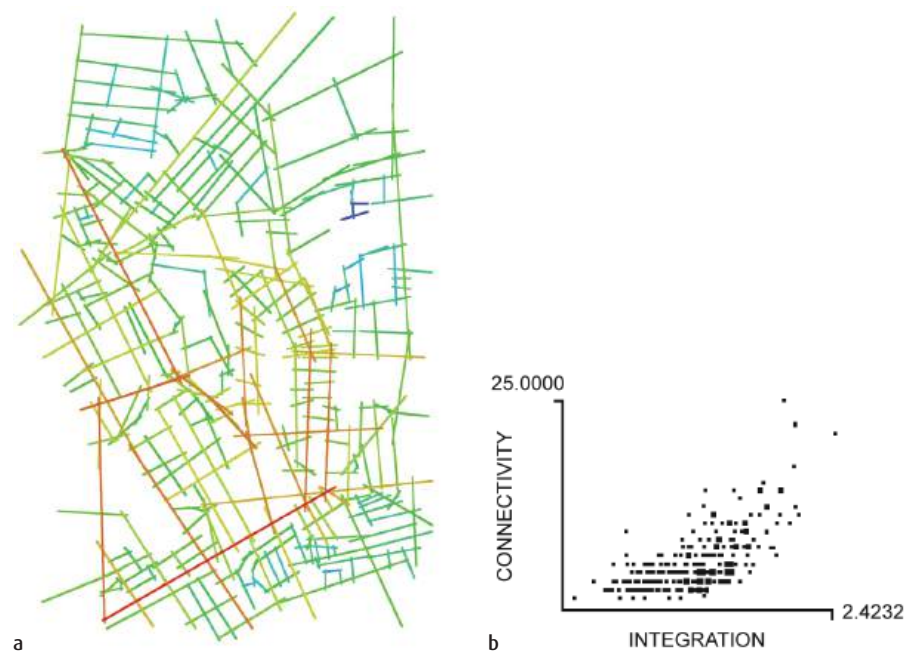 25.0000
CONNECTIVITY
2.4232
INTEGRATION
a
b